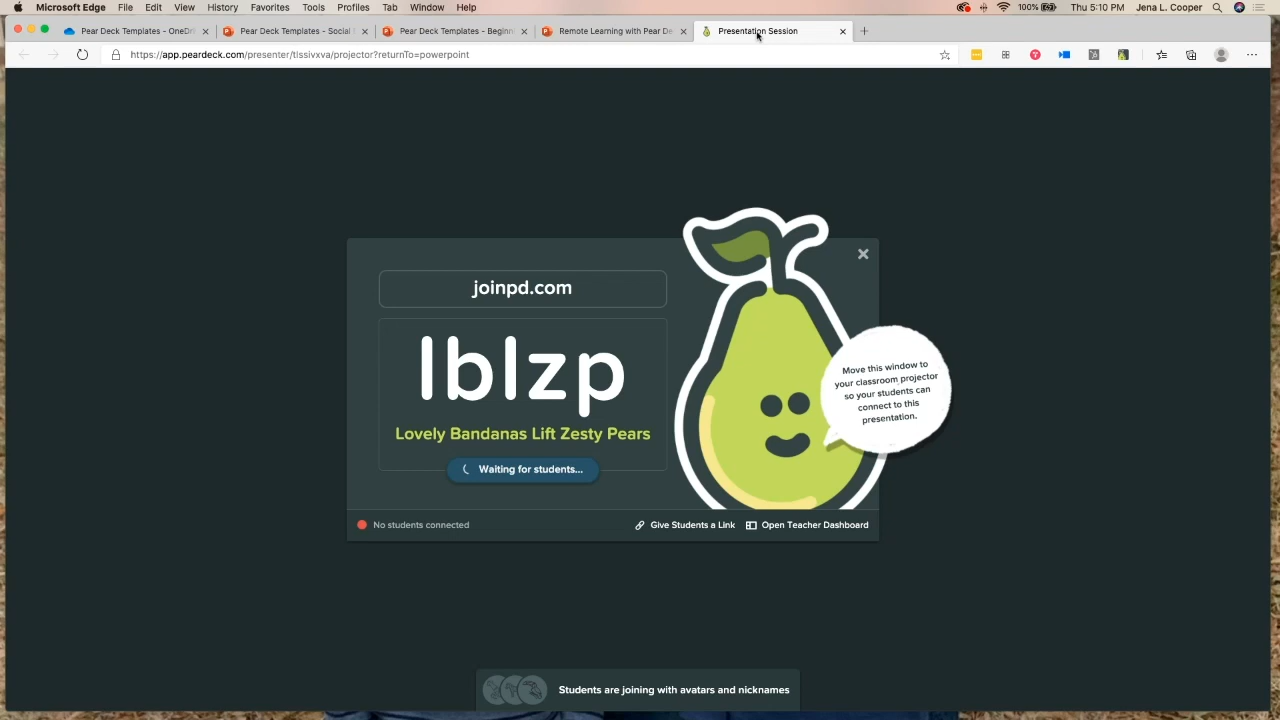 Microsoft Edge File Edit View History Favorites Tools Profiles Tab Window Help 100% Thu 5:10 PM Jena L. Cooper
Pear Deck Templates - OneDri Pear Deck Templates - Social Pear Deck Templates - Beginn Remote Learning with Pear De Presentation Session
https://app.peardeck.com/presenter/tlssivxva/projector?returnTo=powerpoint
joinpd.com
lblzp
Lovely Bandanas Lift Zesty Pears
Waiting for students...
Move this window to
your classroom projector
so your students can
connect to this
presentation.
No students connected Give Students a Link Open Teacher Dashboard
Students are joining with avatars and nicknames